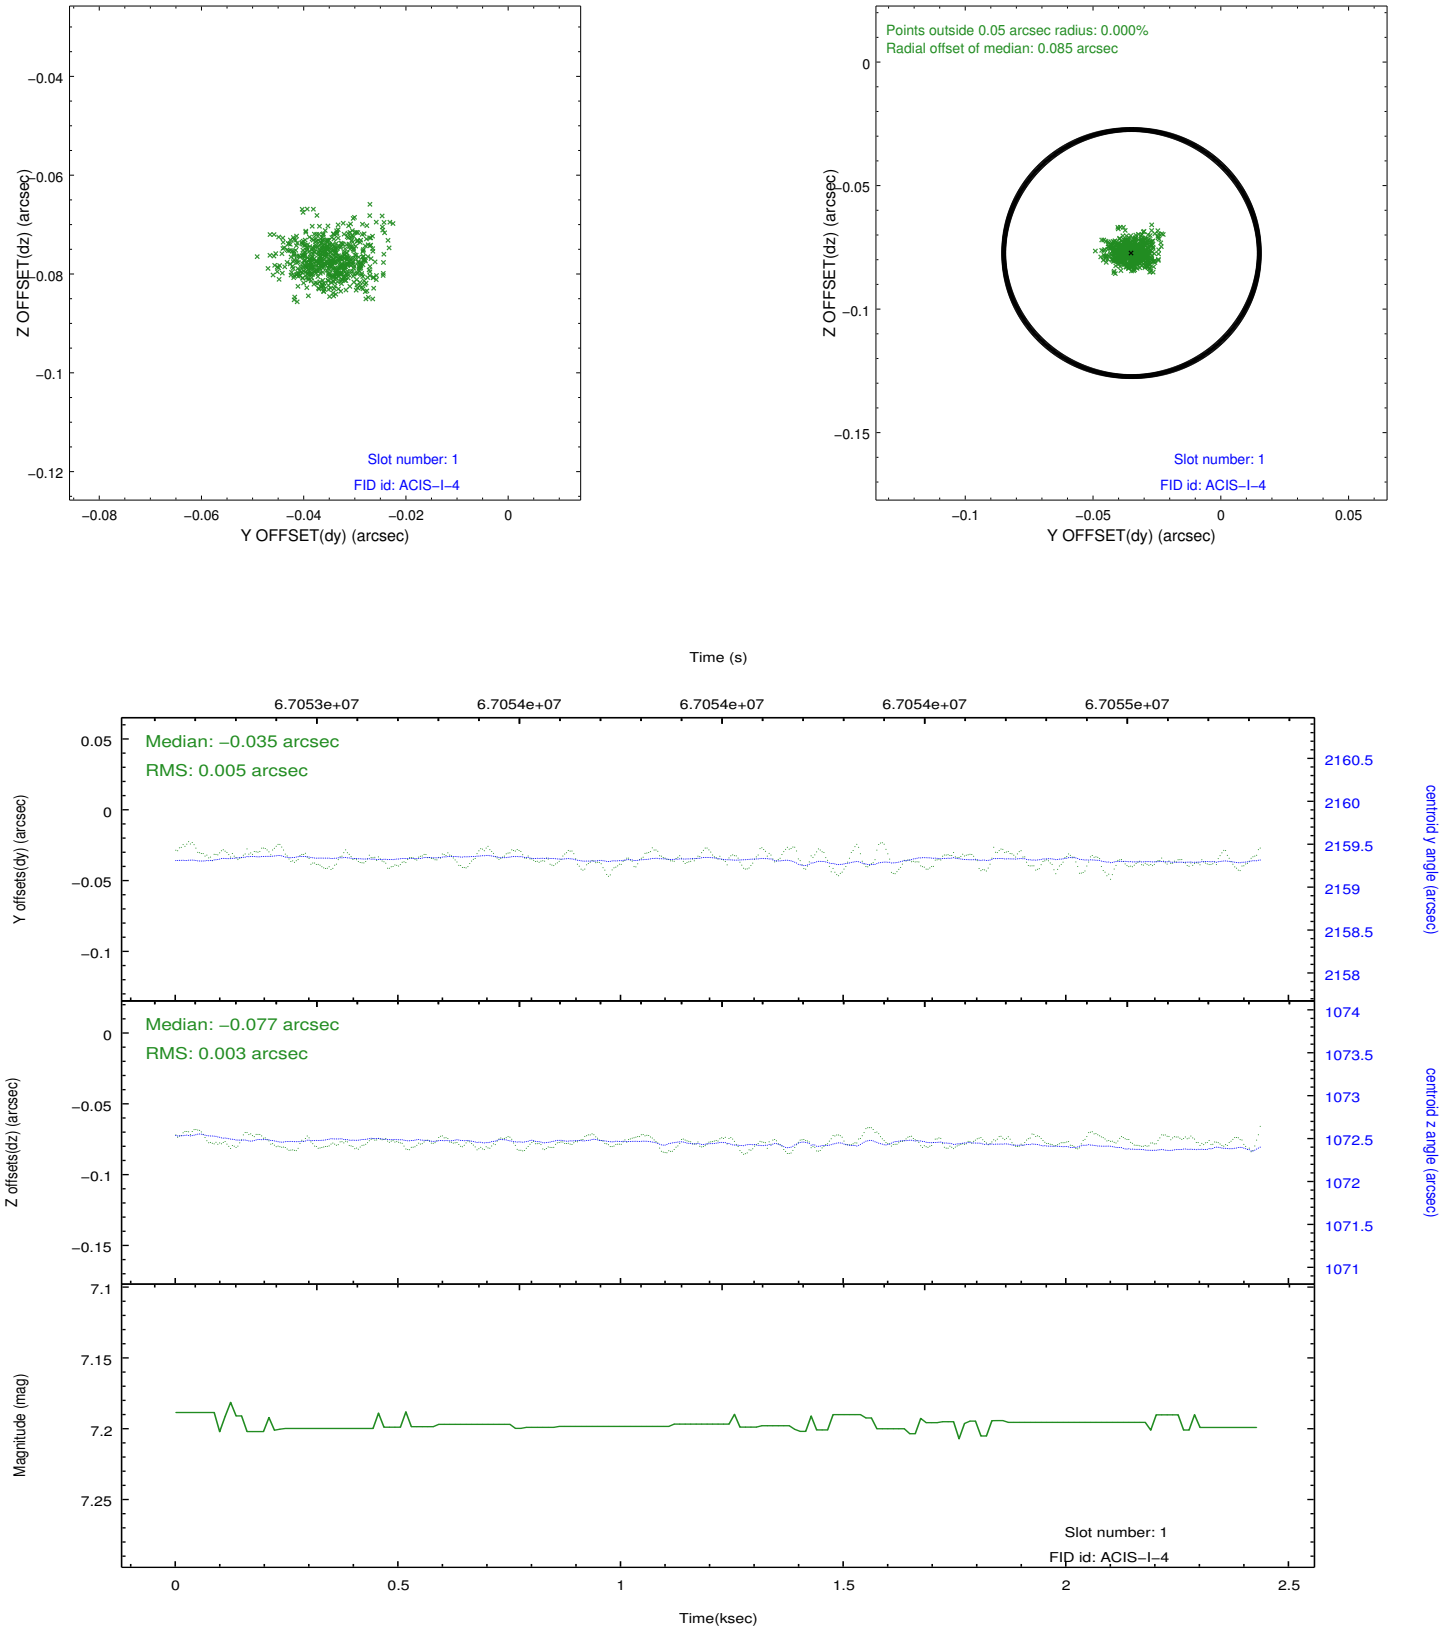 −0.04
−0.06
−0.08
−0.1
−0.12
Z OFFSET(dz) (arcsec)
Slot number: 1
FID id: ACIS−I−4
−0.08 −0.06 −0.04 −0.02 0
Y OFFSET(dy) (arcsec)
Points outside 0.05 arcsec radius: 0.000%
Radial offset of median: 0.085 arcsec
0
−0.05
−0.1
−0.15
Z OFFSET(dz) (arcsec)
Slot number: 1
FID id: ACIS−I−4
−0.1 −0.05 0 0.05
Y OFFSET(dy) (arcsec)
Time (s)
6.7053e+07 6.7054e+07 6.7054e+07 6.7054e+07 6.7055e+07
Median: −0.035 arcsec
RMS: 0.005 arcsec
0.05
0
−0.05
−0.1
Y offsets(dy) (arcsec)
2160.5
2160
2159.5
2159
2158.5
2158
centroid y angle (arcsec)
Median: −0.077 arcsec
RMS: 0.003 arcsec
0
−0.05
−0.1
−0.15
Z offsets(dz) (arcsec)
1074
1073.5
1073
1072.5
1072
1071.5
1071
centroid z angle (arcsec)
7.1
7.15
7.2
7.25
Magnitude (mag)
Slot number: 1
FID id: ACIS−I−4
0 0.5 1 1.5 2 2.5
Time(ksec)